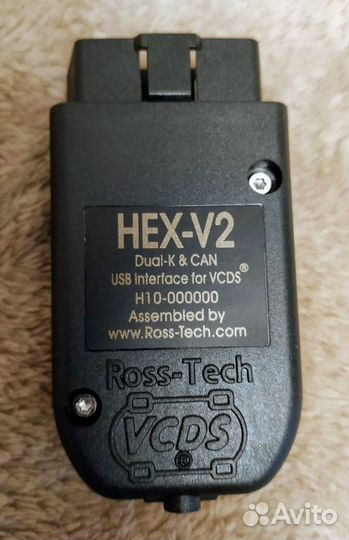 HEX-V2
Dual-K & CAN
USB Interface for VCDS®
H10-000000
Assembled by
www.Ross-Tech.com
Ross-Tech
VCDS
®
Avito